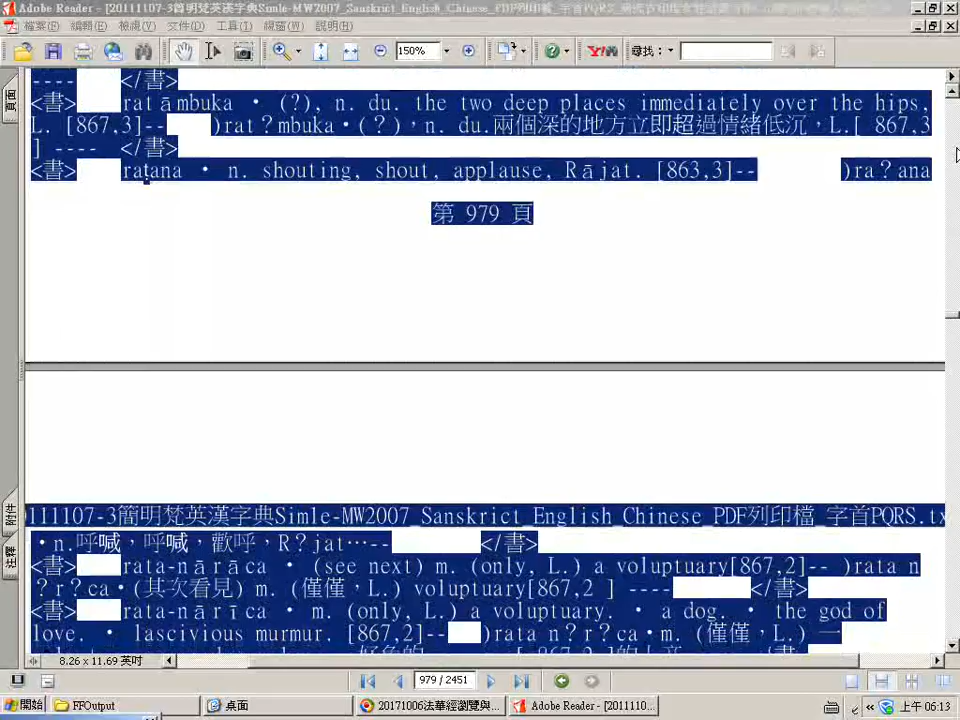 Adobe Reader - [20111107-3簡明梵英漢字典Simle-MW2007_Sanskrict_English_Chinese_PDF列印檔_字首PQRS_
檔案(F) 編輯(E) 檢視(V) 文件(D) 工具(T) 視窗(W) 說明(H)
150% 尋找：
頁面
附件
註釋
---- </書>
<書> ratāmbuka ‧ (?), n. du. the two deep places immediately over the hips,
L. [867,3]-- )rat？mbuka‧(？)，n. du.兩個深的地方立即超過情緒低沉，L.[ 867,3
] ---- </書>
<書> raṭana ‧ n. shouting, shout, applause, Rājat. [863,3]-- )ra？ana
第 979 頁
111107-3簡明梵英漢字典Simle-MW2007_Sanskrict_English_Chinese_PDF列印檔_字首PQRS.tx
‧n.呼喊，呼喊，歡呼，R？jat…-- </書>
<書> rata-nārāca ‧ (see next) m. (only, L.) a voluptuary[867,2]-- )rata n
？r？ca‧(其次看見) m. (僅僅，L.) voluptuary[867,2 ] ---- </書>
<書> rata-nārīca ‧ m. (only, L.) a voluptuary. ‧ a dog. ‧ the god of
love. ‧ lascivious murmur. [867,2]-- )rata n？r？ca‧m. (僅僅，L.) 一
8.26 x 11.69 英吋
979 / 2451
開始 FFOutput 桌面 20171006法華經瀏覽與... Adobe Reader - [2011110... 上午 06:13